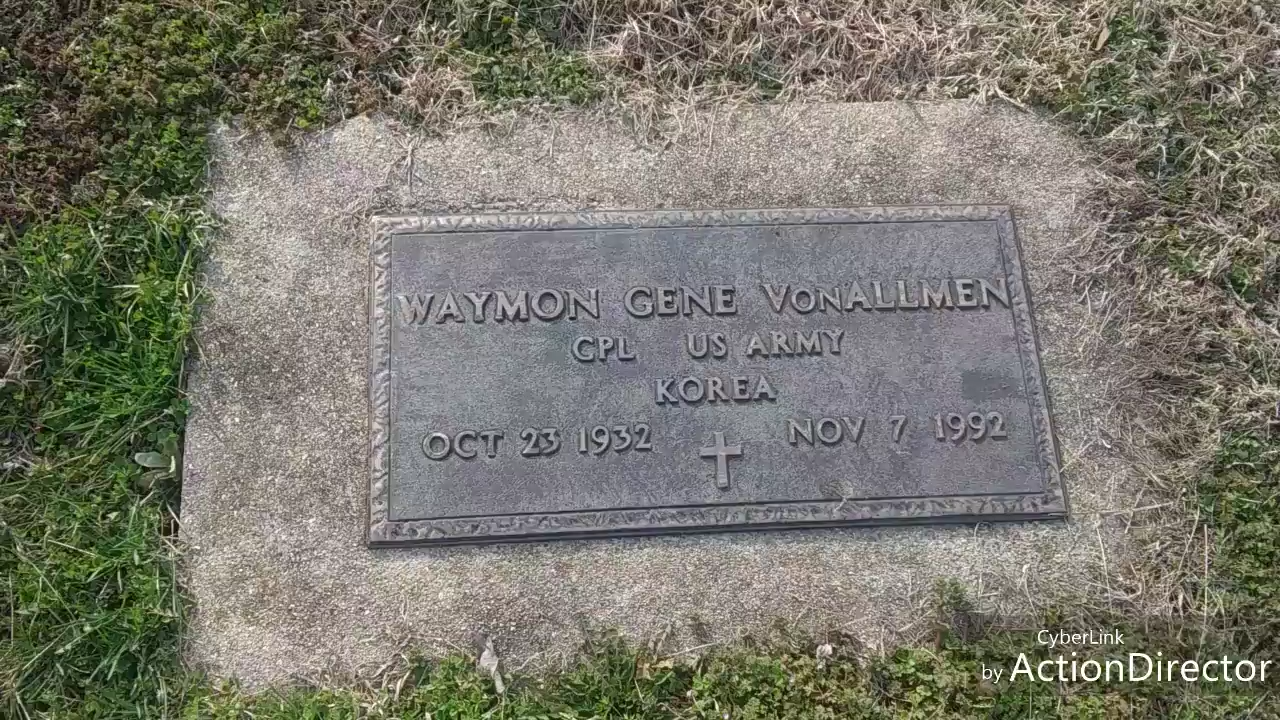 WAYMON GENE VONALLMEN
CPL US ARMY
KOREA
OCT 23 1932 NOV 7 1992
CyberLink
by ActionDirector